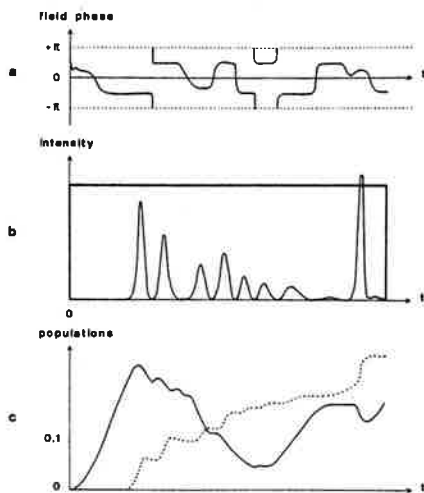 field phase
+π
a
0
t
-π
intensity
b
0
t
populations
c
0,1
0
t